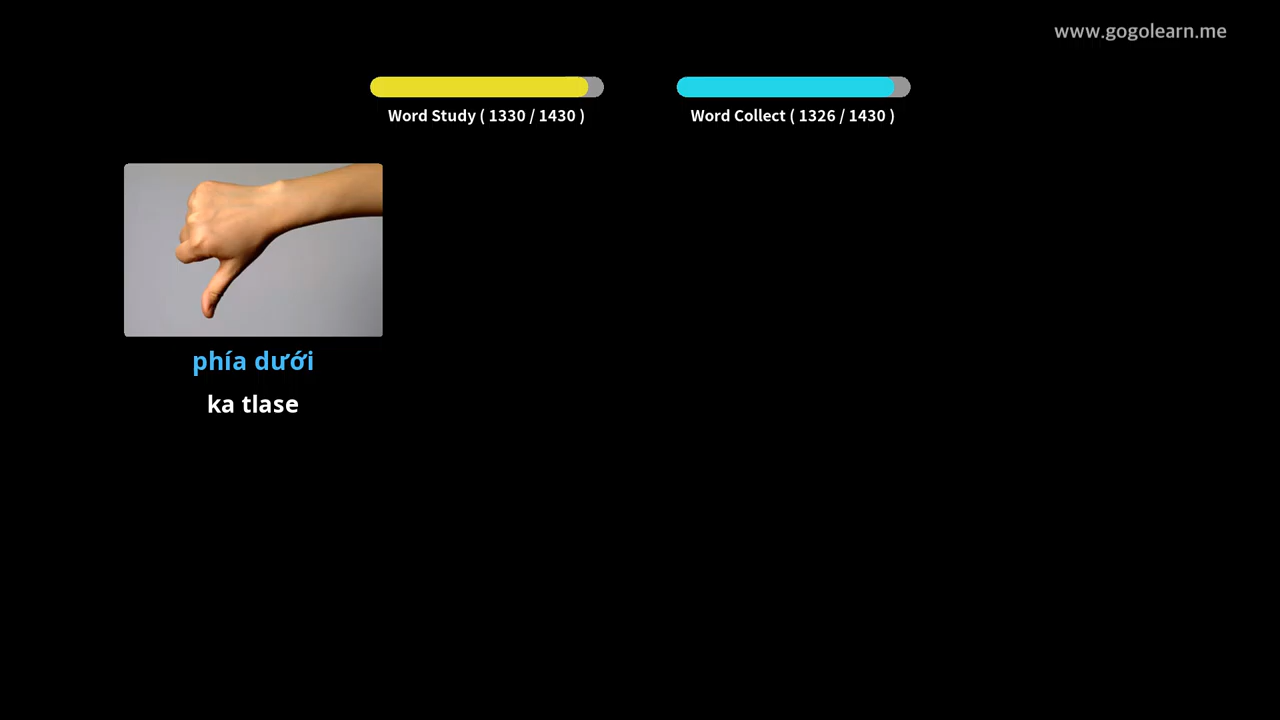 www.gogolearn.me
Word Study ( 1330 / 1430 )
Word Collect ( 1326 / 1430 )
phía dưới
ka tlase